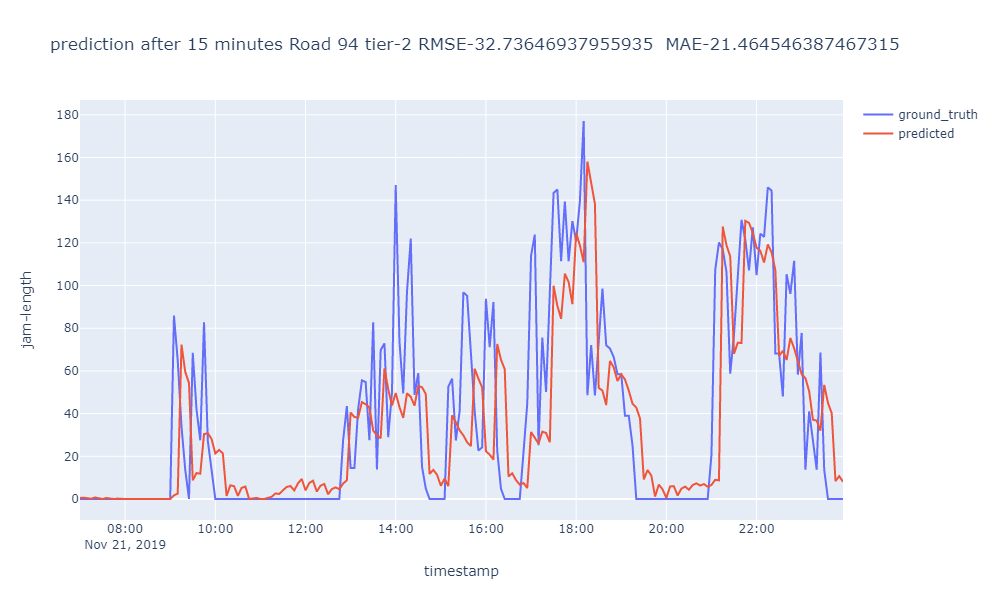 prediction after 15 minutes Road 94 tier-2 RMSE-32.73646937955935  MAE-21.464546387467315
ground_truth
predicted
jam-length
180
160
140
120
100
80
60
40
20
0
08:00 10:00 12:00 14:00 16:00 18:00 20:00 22:00
Nov 21, 2019
timestamp